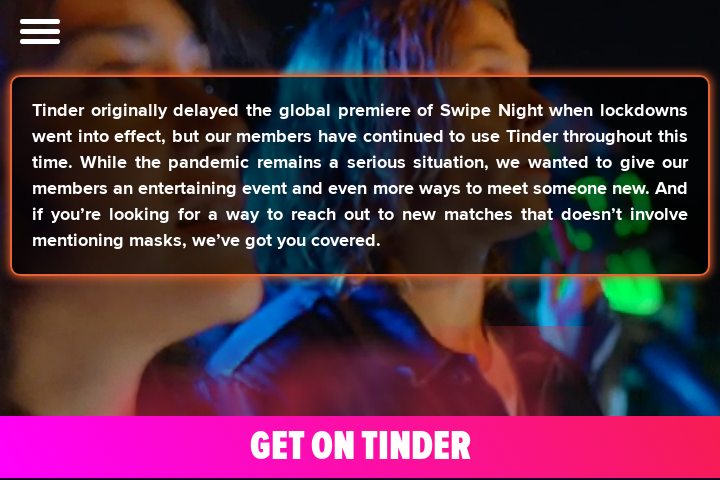 Tinder originally delayed the global premiere of Swipe Night when lockdowns
went into effect, but our members have continued to use Tinder throughout this
time. While the pandemic remains a serious situation, we wanted to give our
members an entertaining event and even more ways to meet someone new. And
if you’re looking for a way to reach out to new matches that doesn’t involve
mentioning masks, we’ve got you covered.
GET ON TINDER